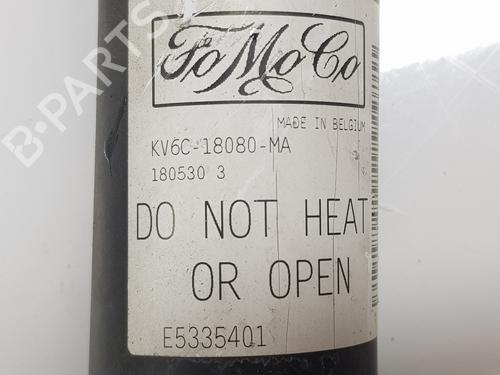 FoMoCo
MADE IN BELGIUM
KV6C-18080-MA
180530 3
DO NOT HEAT
OR OPEN
E5335401
B-PARTS